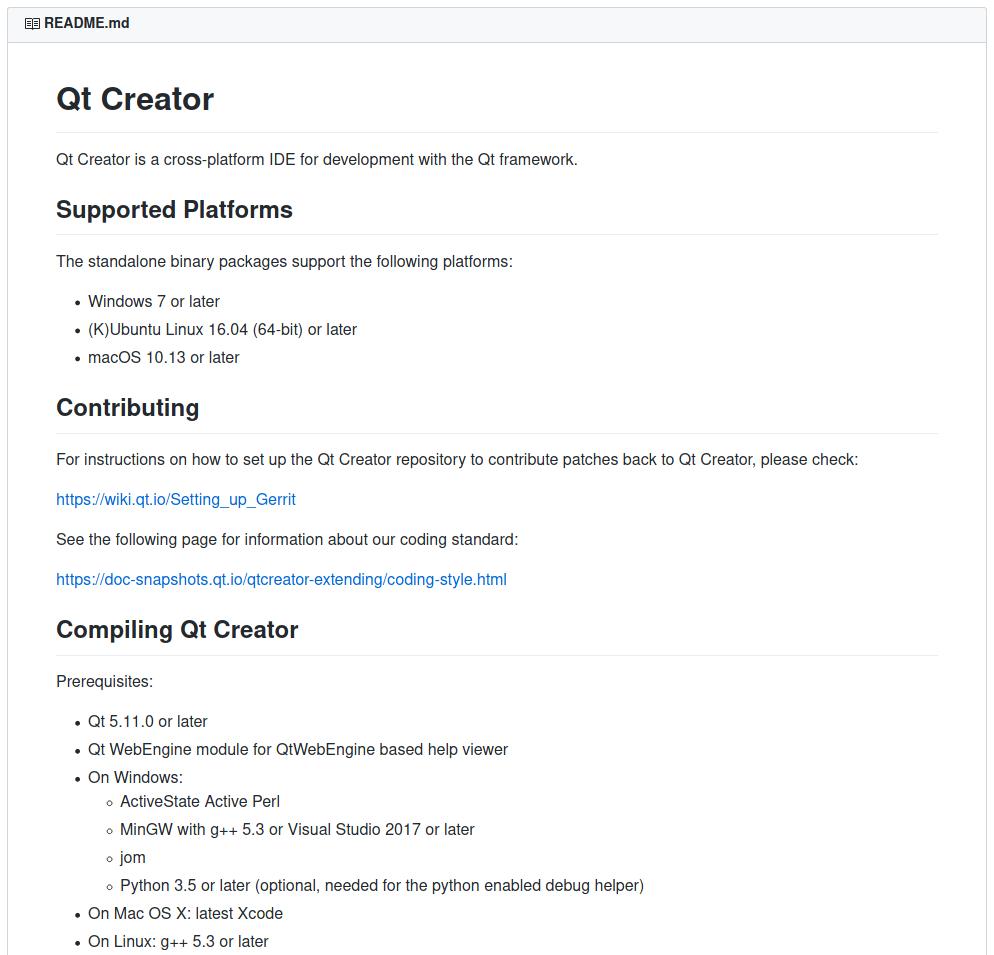 README.md
Qt Creator
Qt Creator is a cross-platform IDE for development with the Qt framework.
Supported Platforms
The standalone binary packages support the following platforms:
Windows 7 or later
(K)Ubuntu Linux 16.04 (64-bit) or later
macOS 10.13 or later
Contributing
For instructions on how to set up the Qt Creator repository to contribute patches back to Qt Creator, please check:
https://wiki.qt.io/Setting_up_Gerrit
See the following page for information about our coding standard:
https://doc-snapshots.qt.io/qtcreator-extending/coding-style.html
Compiling Qt Creator
Prerequisites:
Qt 5.11.0 or later
Qt WebEngine module for QtWebEngine based help viewer
On Windows:
ActiveState Active Perl
MinGW with g++ 5.3 or Visual Studio 2017 or later
jom
Python 3.5 or later (optional, needed for the python enabled debug helper)
On Mac OS X: latest Xcode
On Linux: g++ 5.3 or later